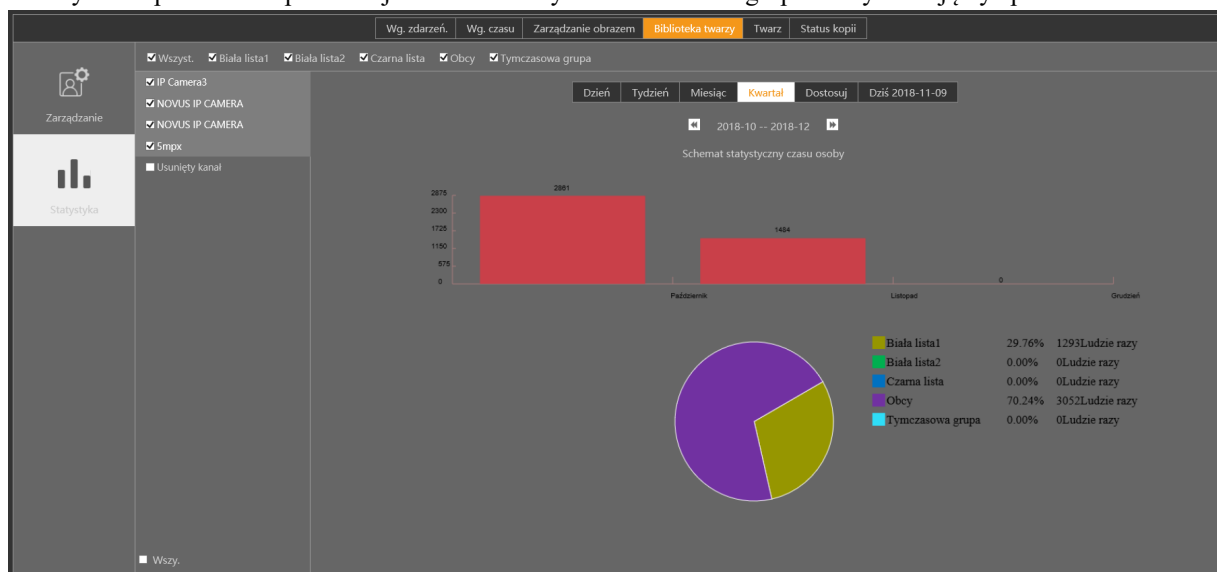 Wg. zdarzeń. Wg. czasu Zarządzanie obrazem Biblioteka twarzy Twarz Status kopii
Wszyst. Biała lista1 Biała lista2 Czarna lista Obcy Tymczasowa grupa
Zarządzanie
Statystyka
IP Camera3
NOVUS IP CAMERA
NOVUS IP CAMERA
5mpx
Usunięty kanał
Wszy.
Dzień Tydzień Miesiąc Kwartał Dostosuj Dziś 2018-11-09
2018-10 -- 2018-12
Schemat statystyczny czasu osoby
2875
2300
1725
1150
575
0
2861
1484
0
Październik Listopad Grudzień
Biała lista1 29.76% 1293Ludzie razy
Biała lista2 0.00% 0Ludzie razy
Czarna lista 0.00% 0Ludzie razy
Obcy 70.24% 3052Ludzie razy
Tymczasowa grupa 0.00% 0Ludzie razy